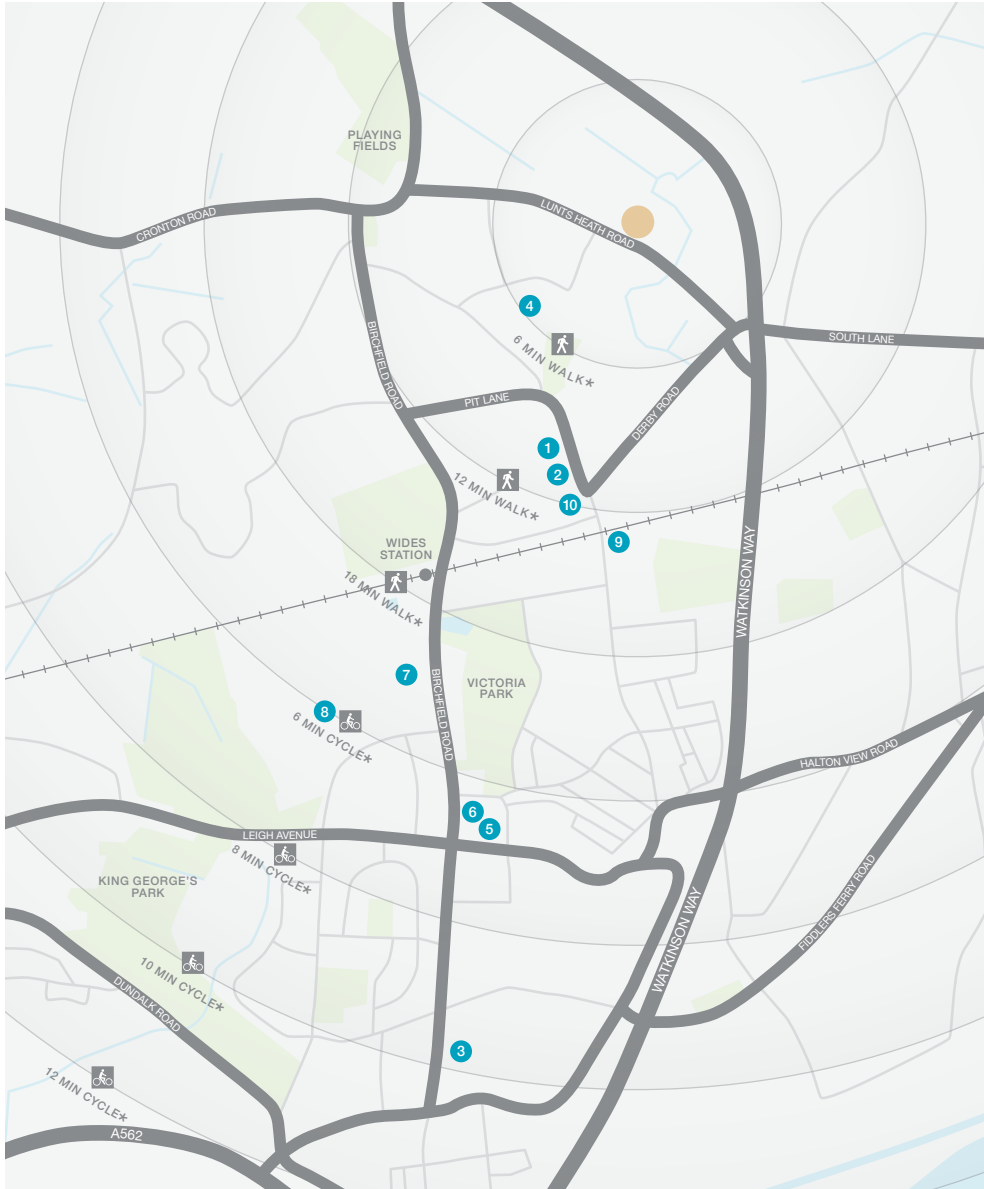 PLAYING
FIELDS
CRONTON ROAD
LUNTS HEATH ROAD
4
6 MIN WALK*
SOUTH LANE
BIRCHFIELD ROAD
PIT LANE
DERBY ROAD
1
2
12 MIN WALK*
10
9
WIDES
STATION
18 MIN WALK*
WATKINSON WAY
7
BIRCHFIELD ROAD
VICTORIA
PARK
8
6 MIN CYCLE*
HALTON VIEW ROAD
6
5
LEIGH AVENUE
8 MIN CYCLE*
KING GEORGE'S
PARK
FIDDLERS FERRY ROAD
WATKINSON WAY
10 MIN CYCLE*
DUNDALK ROAD
3
12 MIN CYCLE*
A562